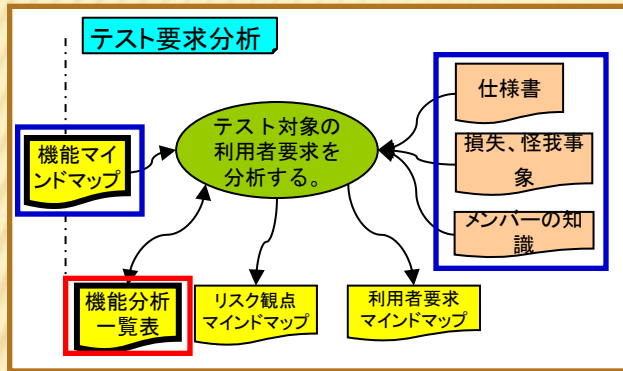 テスト要求分析
仕様書
テスト対象の
利用者要求を
分析する。
機能マイ
ンドマップ
損失、怪我事
象
メンバーの知
識
機能分析
一覧表
リスク観点
マインドマップ
利用者要求
マインドマップ